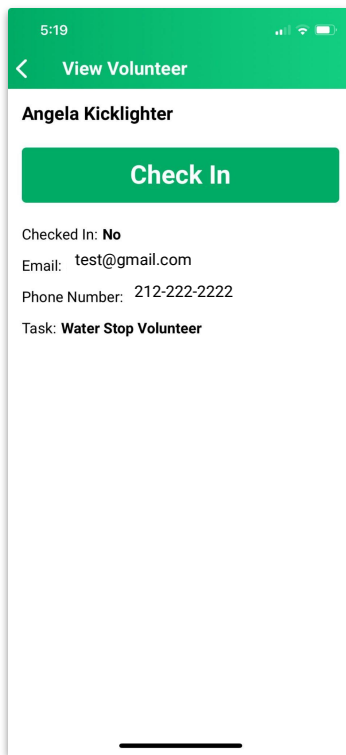 5:19
View Volunteer
Angela Kicklighter
Check In
Checked In: No
Email: test@gmail.com
Phone Number: 212-222-2222
Task: Water Stop Volunteer